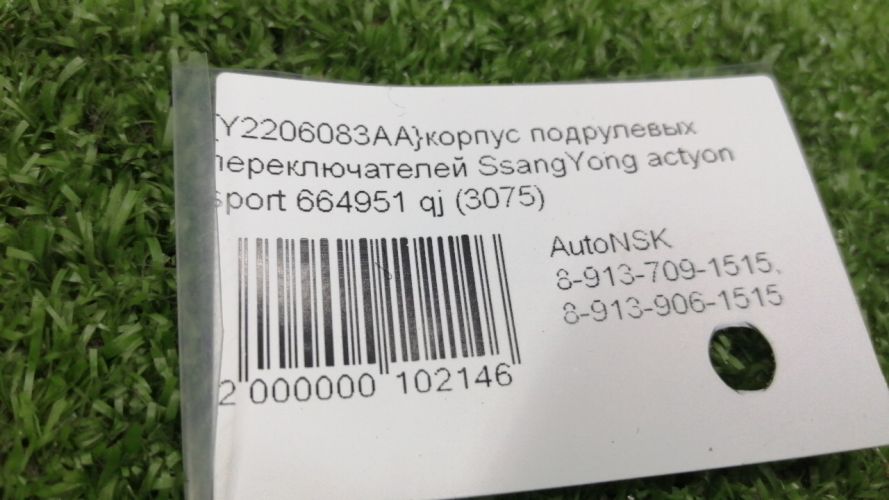 {Y2206083AA}корпус подрулевых
переключателей SsangYong actyon
sport 664951 qj (3075)
AutoNSK
8-913-709-1515,
8-913-906-1515
2 000000 102146